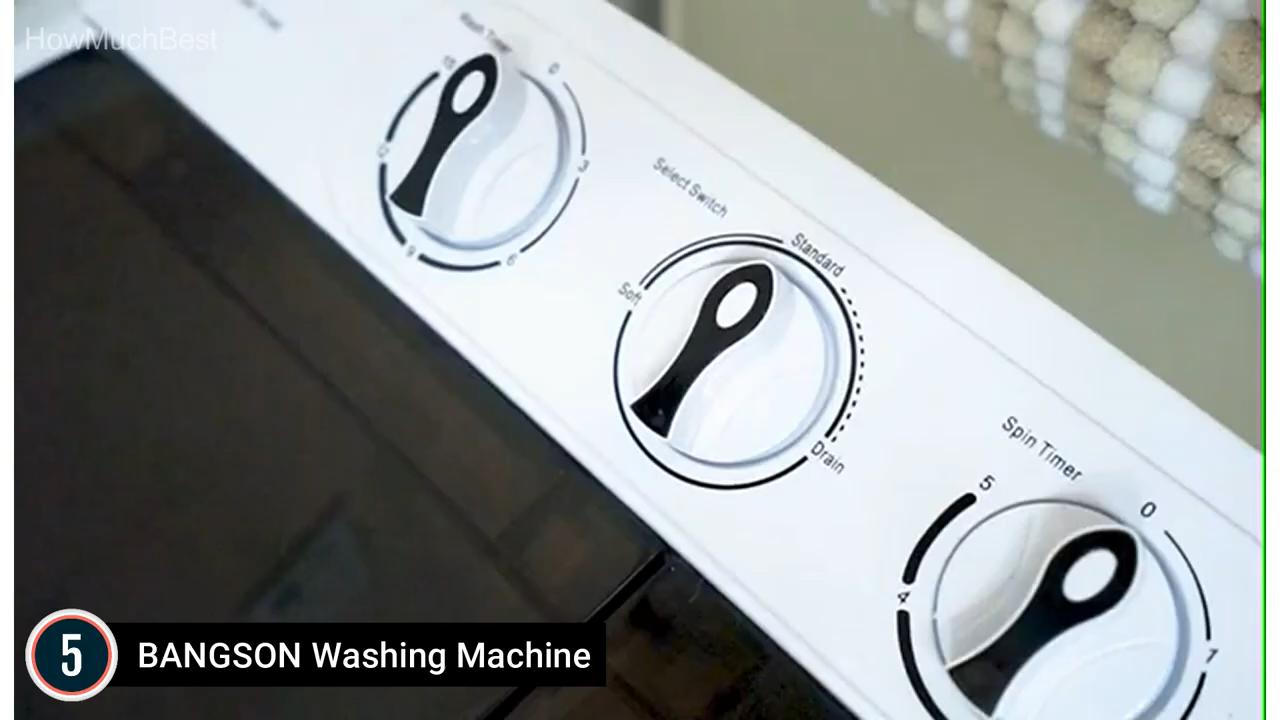 HowMuchBest
Wash Timer
15
0
12
3
9
6
Select Switch
Standard
Soft
Drain
Spin Timer
5
0
4
1
5 BANGSON Washing Machine